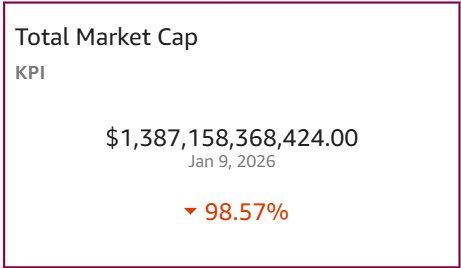 Total Market Cap
KPI
$1,387,158,368,424.00
Jan 9, 2026
98.57%